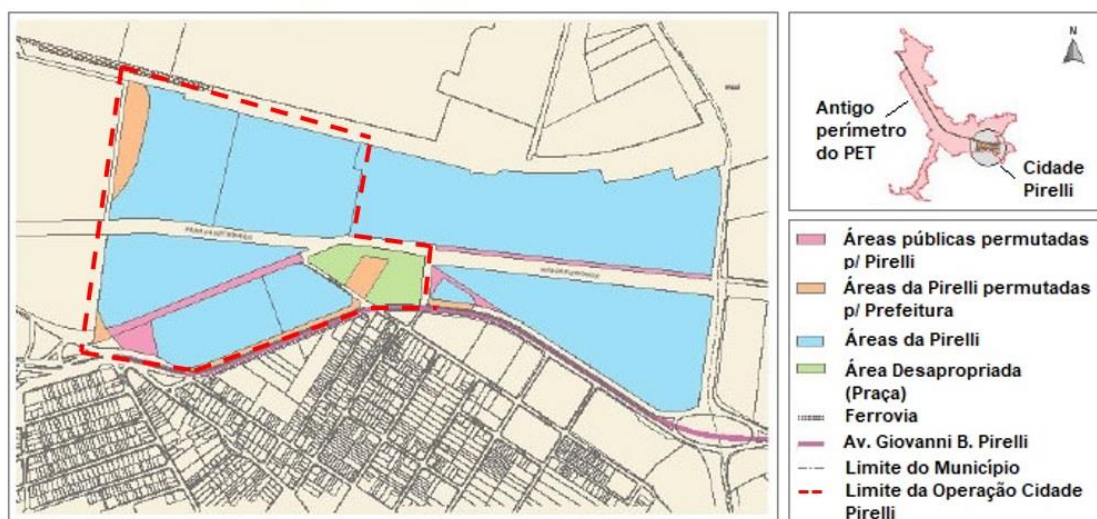 N
Antigo
perímetro
do PET
Cidade
Pirelli
Áreas públicas permutadas
p/ Pirelli
Áreas da Pirelli permutadas
p/ Prefeitura
Áreas da Pirelli
Área Desapropriada
(Praça)
Ferrovia
Av. Giovanni B. Pirelli
Limite do Município
Limite da Operação Cidade
Pirelli